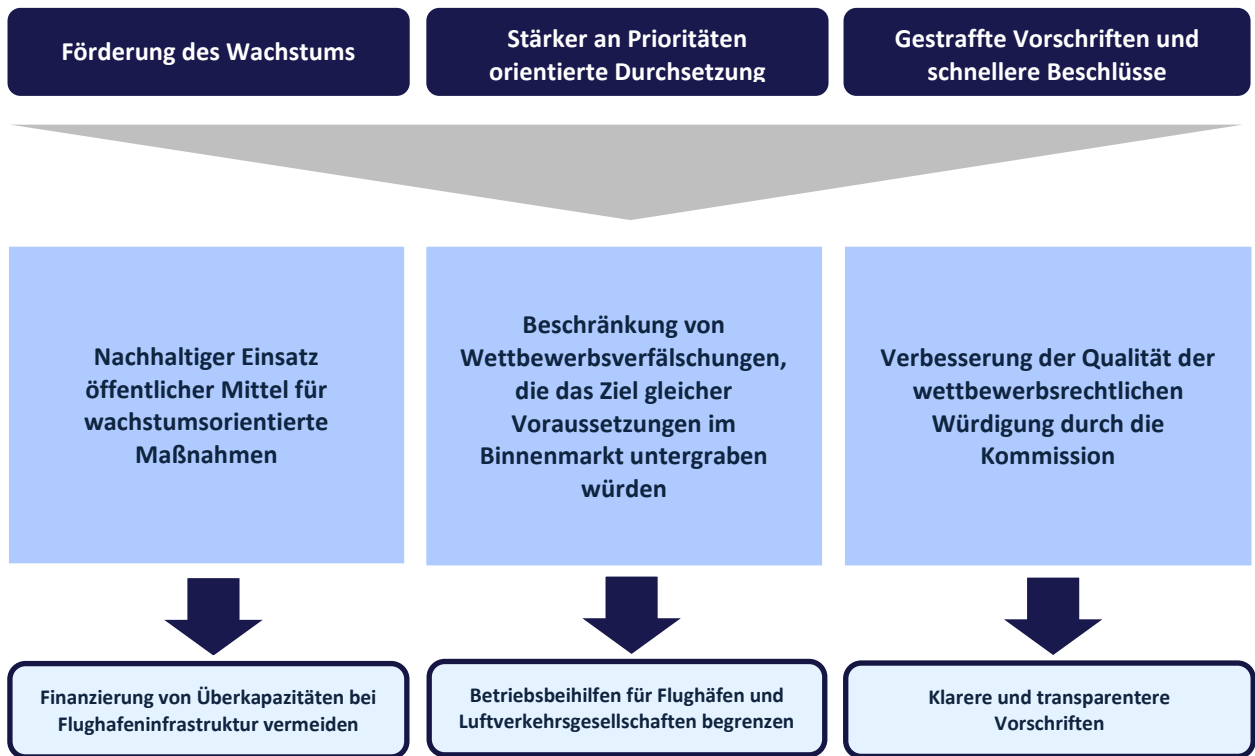 Förderung des Wachstums
Stärker an Prioritäten
orientierte Durchsetzung
Gestraffte Vorschriften und
schnellere Beschlüsse
Nachhaltiger Einsatz
öffentlicher Mittel für
wachstumsorientierte
Maßnahmen
Beschränkung von
Wettbewerbsverfälschungen,
die das Ziel gleicher
Voraussetzungen im
Binnenmarkt untergraben
würden
Verbesserung der Qualität der
wettbewerbsrechtlichen
Würdigung durch die
Kommission
Finanzierung von Überkapazitäten bei
Flughafeninfrastruktur vermeiden
Betriebsbeihilfen für Flughäfen und
Luftverkehrsgesellschaften begrenzen
Klarere und transparentere
Vorschriften